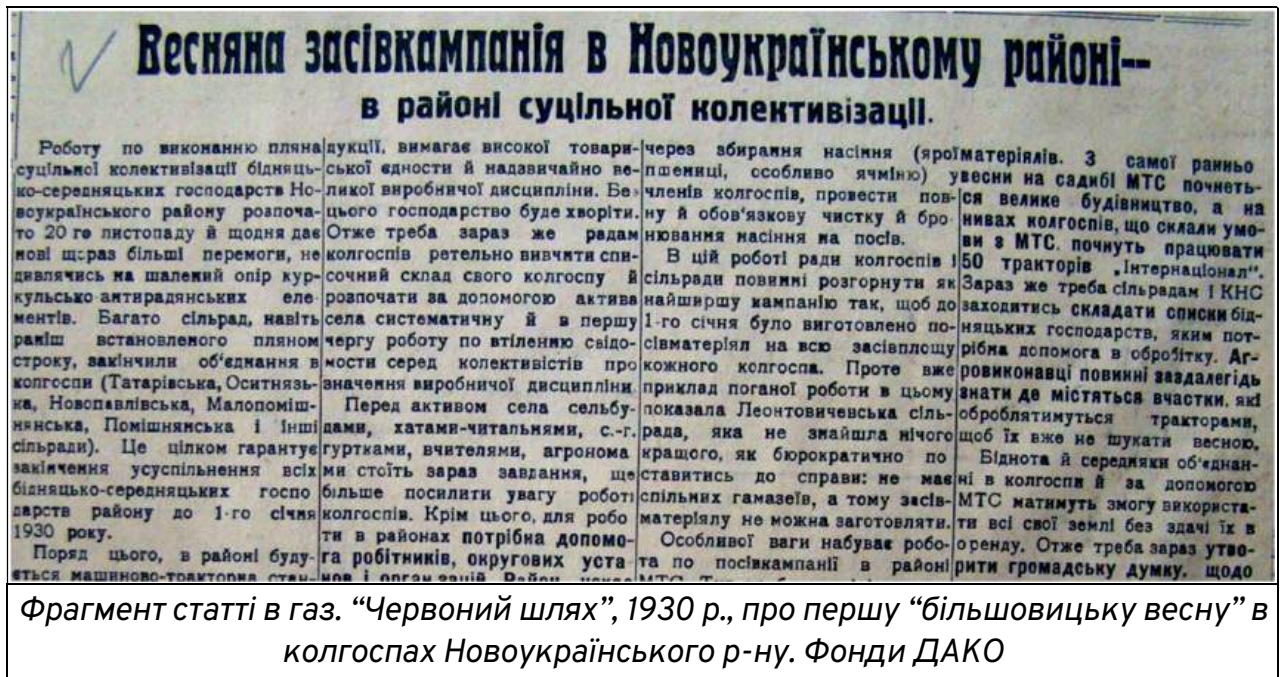 Весняна засівкампанія в Новоукраїнському районі—
в районі суцільної колективізації.
Роботу по виконанню пляна
суцільної колективізації бідняць-
ко-середняцьких господарств Но-
воукраїнського району розпоча-
то 20 го листопаду й щодня дає
нові щораз більші перемоги, не
дивлячись на шалений опір кур-
кульсько-антирадянських еле
ментів. Багато сільрад, навіть
раніш встановленого пляном
строку, закінчили об'єднання в
колгоспи (Татарівська, Оситнязь-
ка, Новопавлівська, Малопоміш-
нянська, Помішнянська і інші
сільради). Це цілком гарантує
закінчення усуспільнення всіх
бідняцько-середняцьких госпо
дарств району до 1-го січня
1930 року.
Поряд цього, в районі буду-
ється машиново-тракторна стан-
дукції, вимагає високої товари-
ської єдности й надзвичайно ве-
ликої виробничої дисципліни. Без
цього господарство буде хворіти.
Отже треба зараз же радам
колгоспів ретельно вивчити спи-
сочний склад свого колгоспу й
розпочати за допомогою актива
села систематичну й в першу
чергу роботу по втіленню свідо-
мости серед колективістів про
значення виробничої дисципліни
Перед активом села сельбу-
дами, хатами-читальнями, с.-г.
гуртками, вчителями, агронома
ми стоїть зараз завдання, ще
більше посилити увагу роботі
колгоспів. Крім цього, для робо
ти в районах потрібна допомо-
га робітників, округових уста
нов і організацій. Район
через збирання насіння (ярої
пшениці, особливо ячміню) у
членів колгоспів, провести пов-
ну й обов'язкову чистку й бро-
нювання насіння на посів.
В цій роботі ради колгоспів і
сільради повинні розгорнути як
найширшу кампанію так, щоб до
1-го січня було виготовлено по-
сівматеріял на всю засівплощу
кожного колгоспа. Проте вже
приклад поганої роботи в цьому
показала Леонтовичевська сіль-
рада, яка не знайшла нічого
кращого, як бюрократично по
ставитись до справи: не має
спільних гамазеїв, а тому засів-
матеріялу не можна заготовляти.
Особливої ваги набуває робо-
та по посівкампанії в районі
МТС.
матеріялів. З самої ранньо
весни на садибі МТС почнеть-
ся велике будівництво, а на
нивах колгоспів, що склали умо-
ви з МТС. почнуть працювати
50 тракторів „Інтернаціонал".
Зараз же треба сільрадам і КНС
заходитись складати списки бід-
няцьких господарств, яким пот-
рібна допомога в обробітку. Аг-
ровиконавці повинні заздалегідь
знати де містяться вчастки, які
оброблятимуться тракторами,
щоб їх вже не шукати весною.
Біднота й середняки об'єднан-
ні в колгоспи й за допомогою
МТС матимуть змогу використа-
ти всі свої землі без здачі їх в
оренду. Отже треба зараз утво-
рити громадську думку, щодо
Фрагмент статті в газ. “Червоний шлях”, 1930 р., про першу “більшовицьку весну” в
колгоспах Новоукраїнського р-ну. Фонди ДАКО